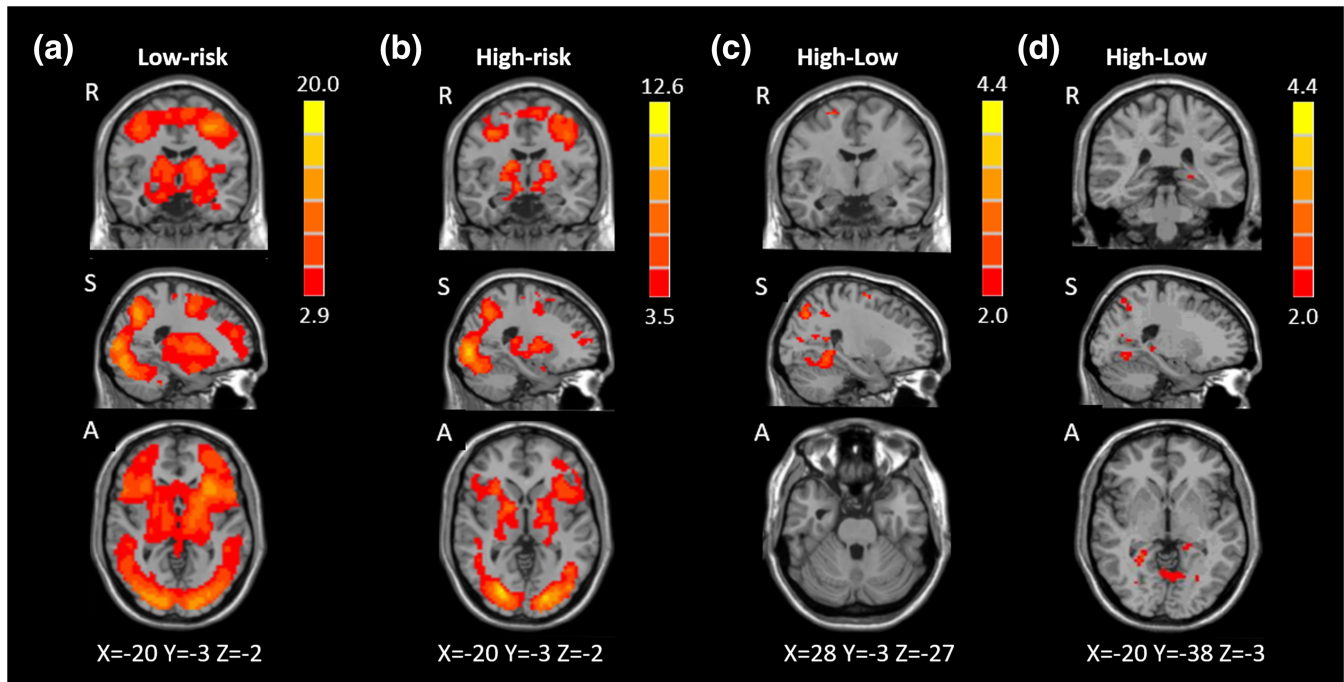 (a) Low-risk
R
20.0
2.9
S
A
X=-20 Y=-3 Z=-2
(b) High-risk
R
12.6
3.5
S
A
X=-20 Y=-3 Z=-2
(c) High-Low
R
4.4
2.0
S
A
X=28 Y=-3 Z=-27
(d) High-Low
R
4.4
2.0
S
A
X=-20 Y=-38 Z=-3